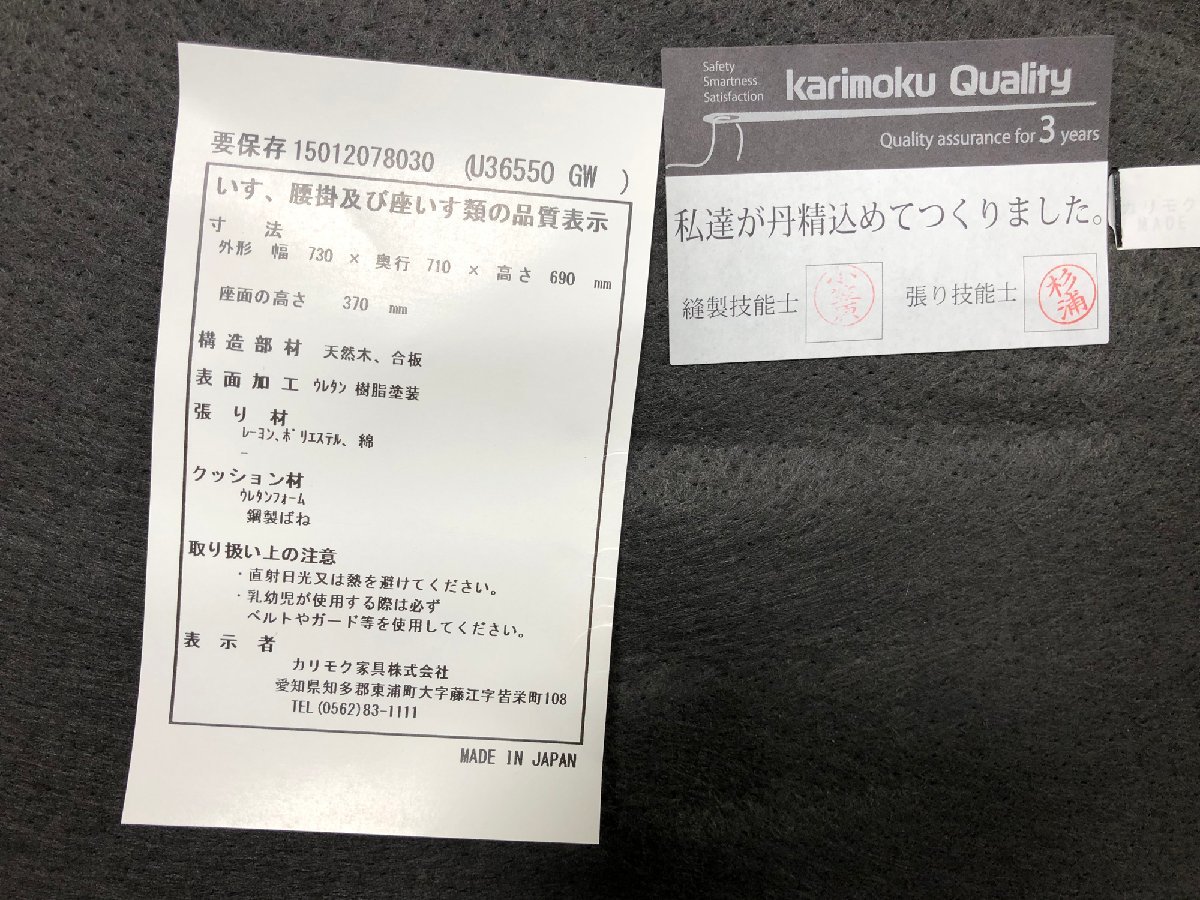 要保存 15012078030 (U36550 GW )
いす、腰掛及び座いす類の品質表示
寸 法
外形 幅 730 × 奥行 710 × 高さ 690 mm
座面の高さ 370 mm
構造部材 天然木、合板
表面加工 ｳﾚﾀﾝ 樹脂塗装
張り材
ﾚｰﾖﾝ、ﾎﾟﾘｴｽﾃﾙ、綿
−
クッション材
ｳﾚﾀﾝﾌｫｰﾑ
鋼製ばね
取り扱い上の注意
・直射日光又は熱を避けてください。
・乳幼児が使用する際は必ず
ベルトやガード等を使用してください。
表示者
カリモク家具株式会社
愛知県知多郡東浦町大字藤江字皆栄町108
TEL (0562)83-1111
MADE IN JAPAN
Safety
Smartness
Satisfaction
karimoku Quality
Quality assurance for 3 years
私達が丹精込めてつくりました。
縫製技能士
張り技能士 杉浦
カリモク
MADE